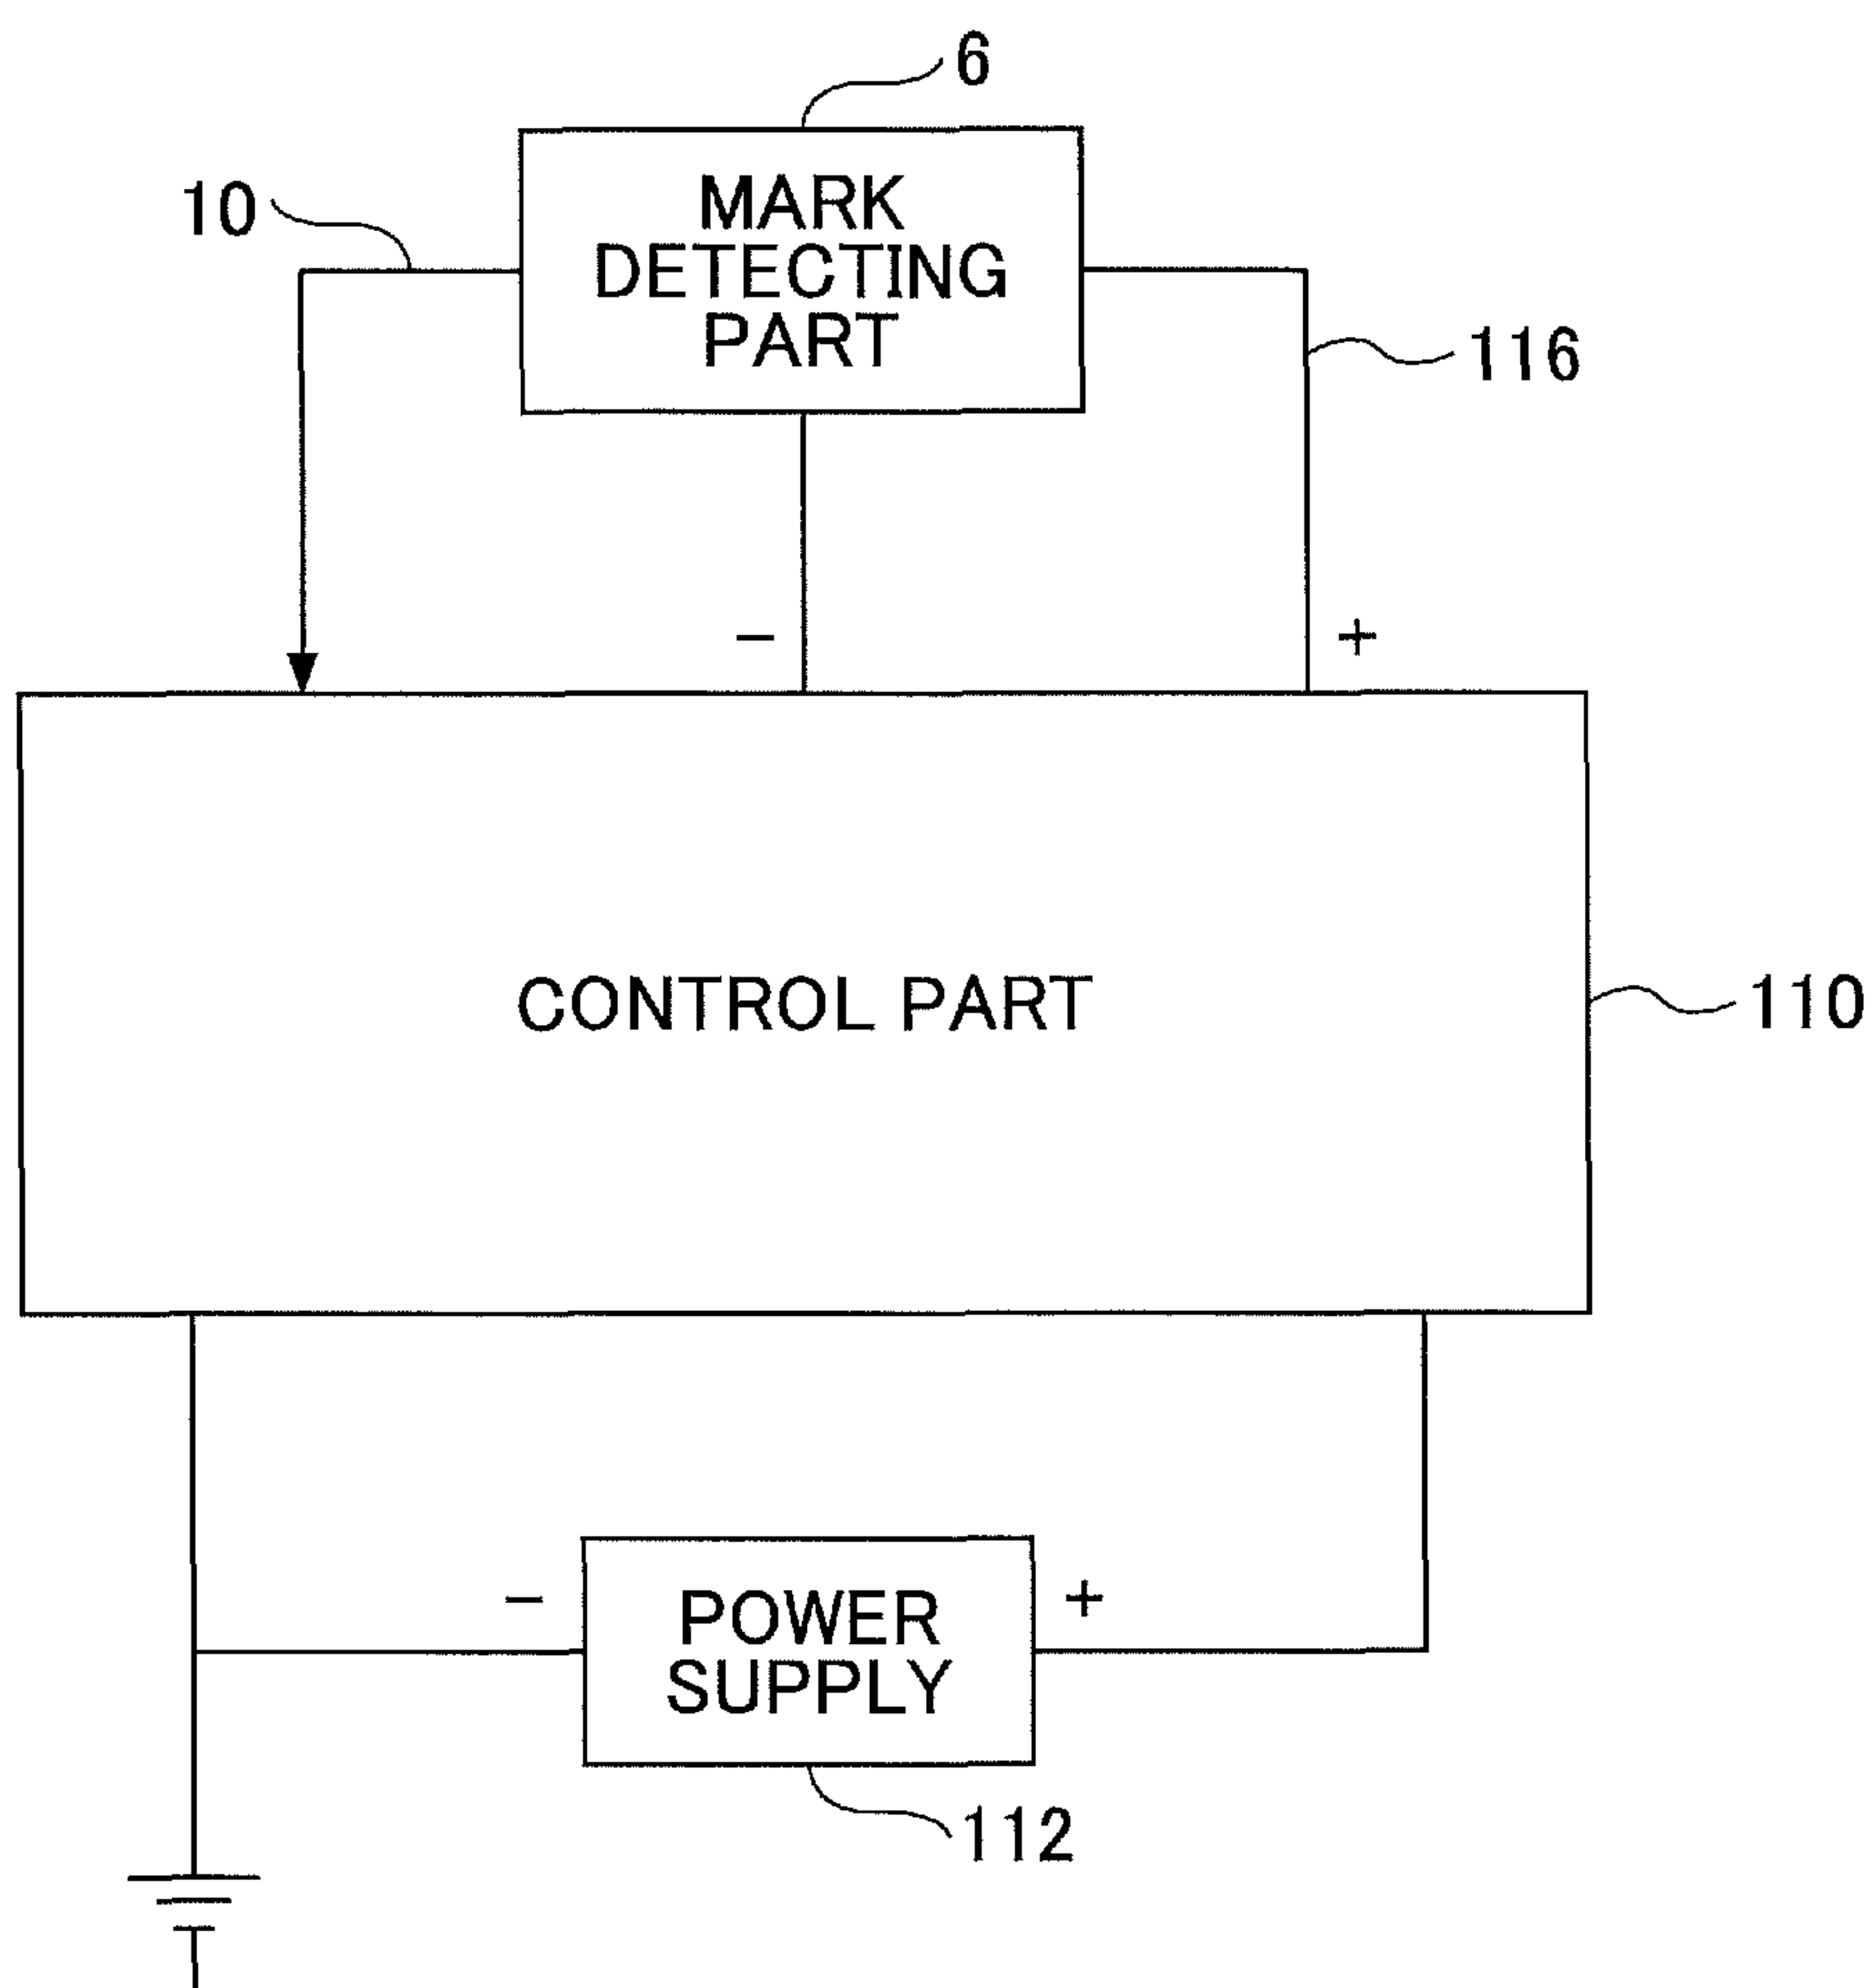 6
10
MARK
DETECTING
PART
116
−
+
CONTROL PART
110
−
+
POWER
SUPPLY
112